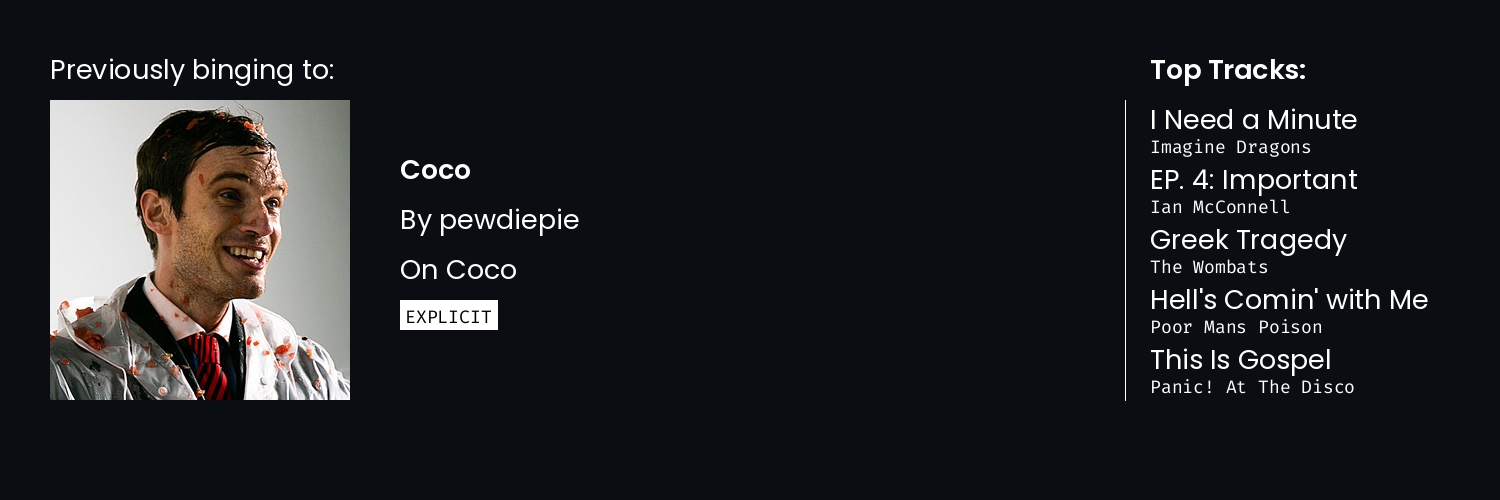 Previously binging to:
Coco
By pewdiepie
On Coco
EXPLICIT
Top Tracks:
I Need a Minute
Imagine Dragons
EP. 4: Important
Ian McConnell
Greek Tragedy
The Wombats
Hell's Comin' with Me
Poor Mans Poison
This Is Gospel
Panic! At The Disco